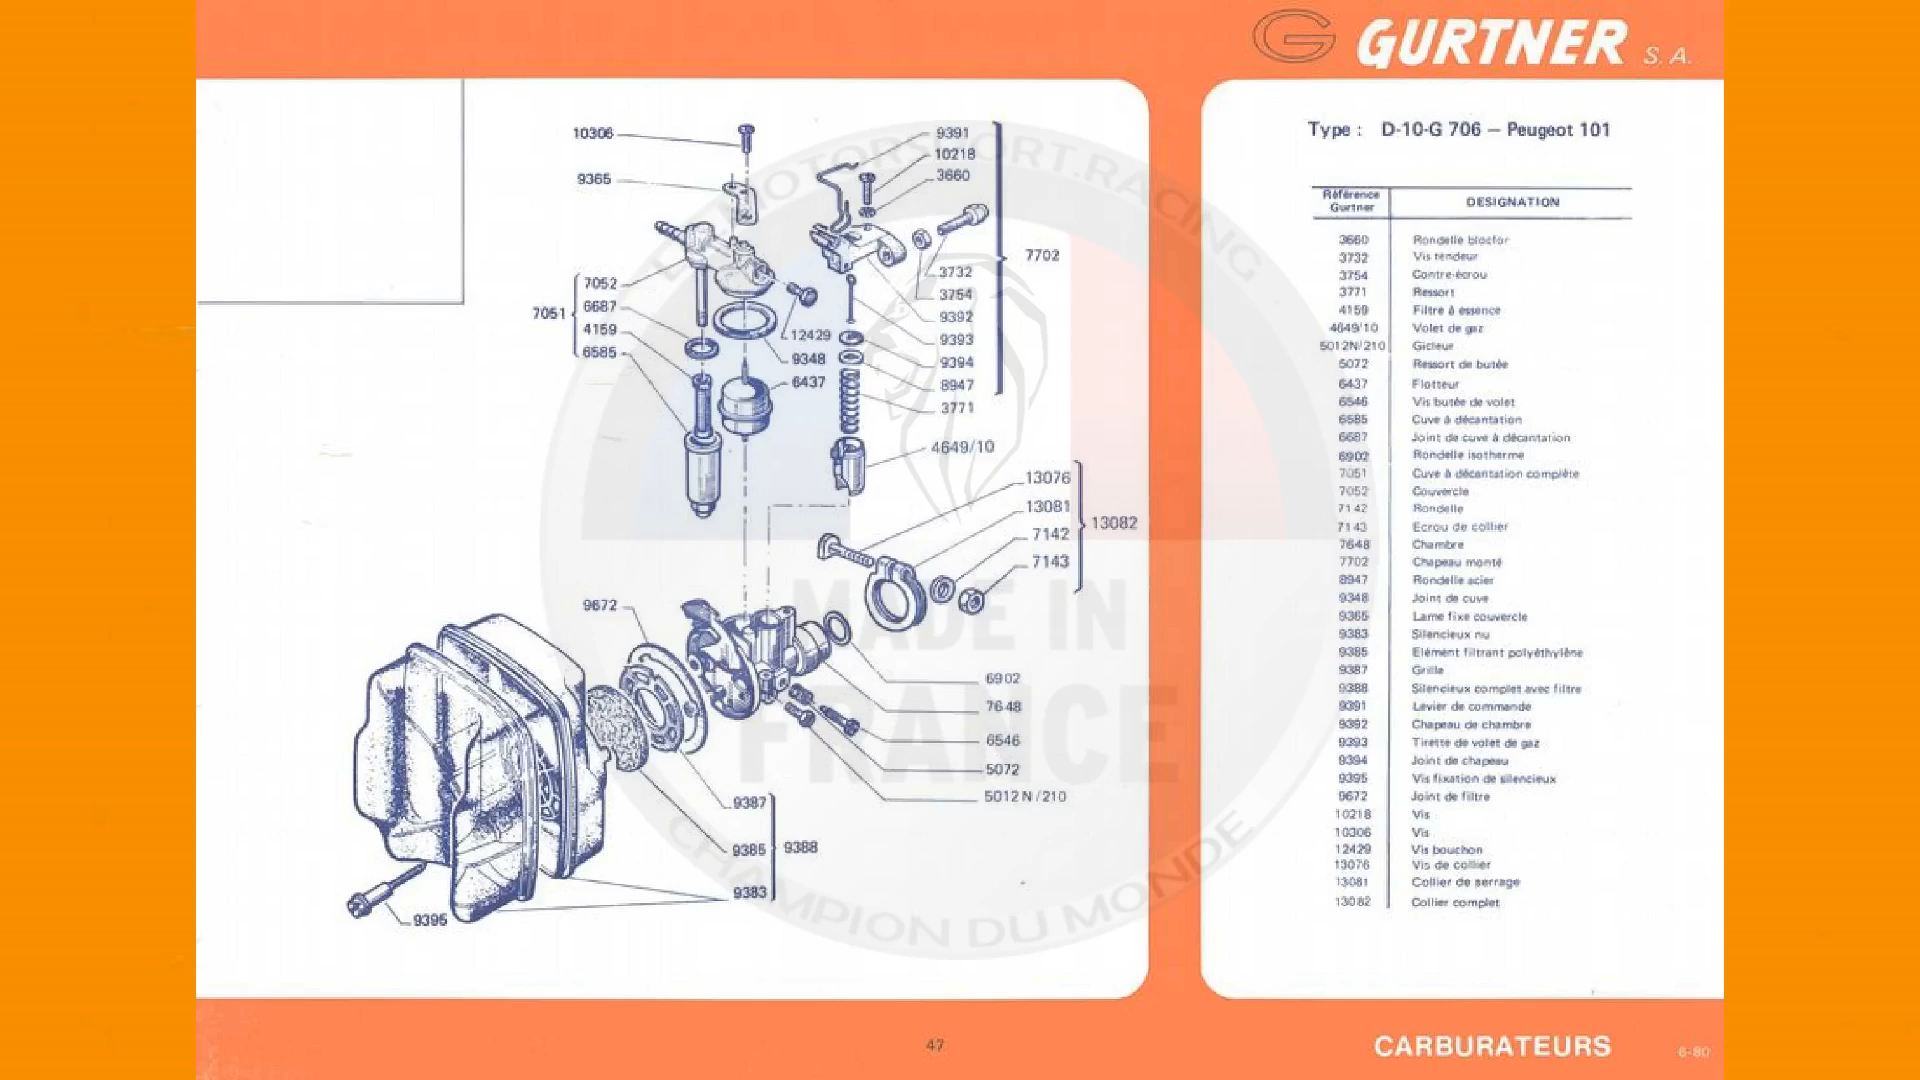 G GURTNER S.A.
10306
9365
7051
7052
6687
4159
6585
12429
9348
6437
9391
10218
3660
7702
3732
3754
9392
9393
9394
8947
3771
4649/10
13076
13081
13082
7142
7143
9672
6902
7648
6546
5072
5012 N/210
9387
9385
9388
9383
9395
MOTORSPORT.RACING
MADE IN
FRANCE
CHAMPION DU MONDE
Type : D-10-G 706 — Peugeot 101
Référence Gurtner DESIGNATION
3660 Rondelle blocfor
3732 Vis tendeur
3754 Contre-écrou
3771 Ressort
4159 Filtre à essence
4649/10 Volet de gaz
5012N/210 Gicleur
5072 Ressort de butée
6437 Flotteur
6546 Vis butée de volet
6585 Cuve à décantation
6687 Joint de cuve à décantation
6902 Rondelle isotherme
7051 Cuve à décantation complète
7052 Couvercle
7142 Rondelle
7143 Ecrou de collier
7648 Chambre
7702 Chapeau monté
8947 Rondelle acier
9348 Joint de cuve
9365 Lame fixe couvercle
9383 Silencieux nu
9385 Elément filtrant polyéthylène
9387 Grille
9388 Silencieux complet avec filtre
9391 Levier de commande
9392 Chapeau de chambre
9393 Tirette de volet de gaz
9394 Joint de chapeau
9395 Vis fixation de silencieux
9672 Joint de filtre
10218 Vis
10306 Vis
12429 Vis bouchon
13076 Vis de collier
13081 Collier de serrage
13082 Collier complet
47
CARBURATEURS
6-80